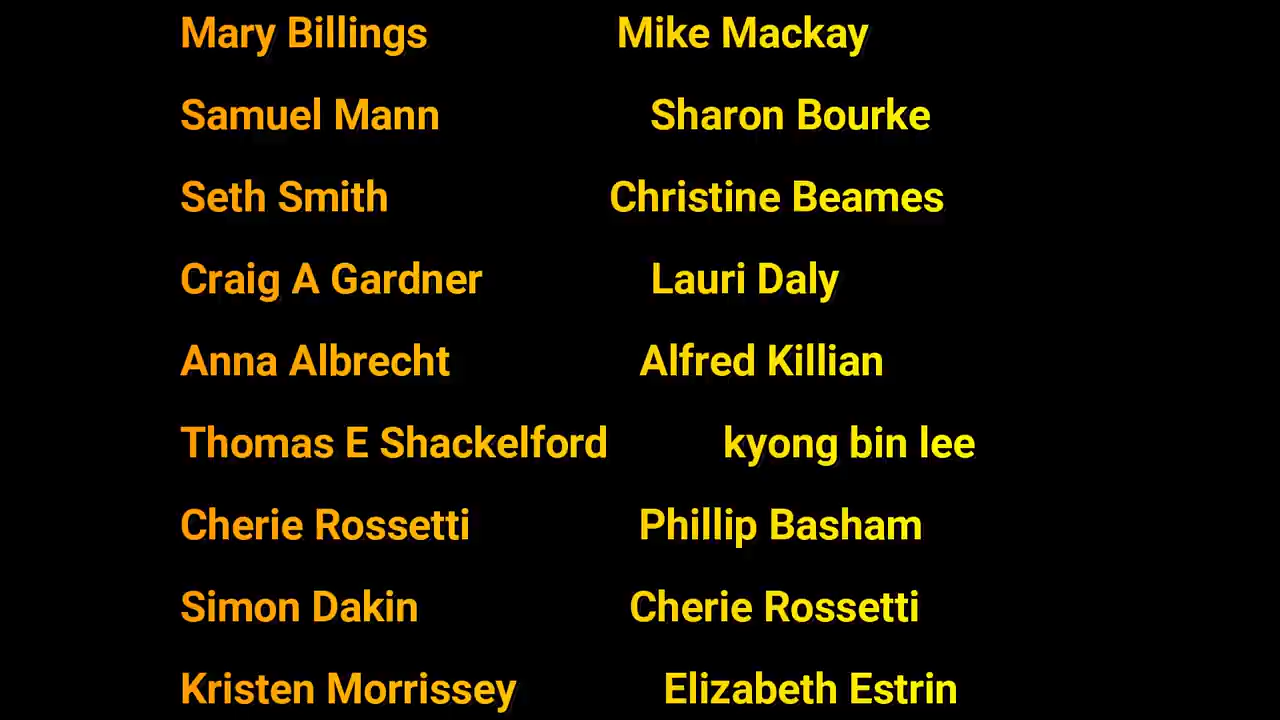 Mary Billings Mike Mackay
Samuel Mann Sharon Bourke
Seth Smith Christine Beames
Craig A Gardner Lauri Daly
Anna Albrecht Alfred Killian
Thomas E Shackelford kyong bin lee
Cherie Rossetti Phillip Basham
Simon Dakin Cherie Rossetti
Kristen Morrissey Elizabeth Estrin